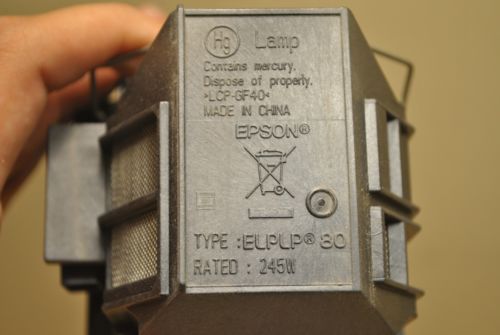 Hg Lamp
Contains mercury.
Dispose of properly.
>LCP-GF40<
MADE IN CHINA
EPSON®
TYPE : ELPLP® 80
RATED : 245W